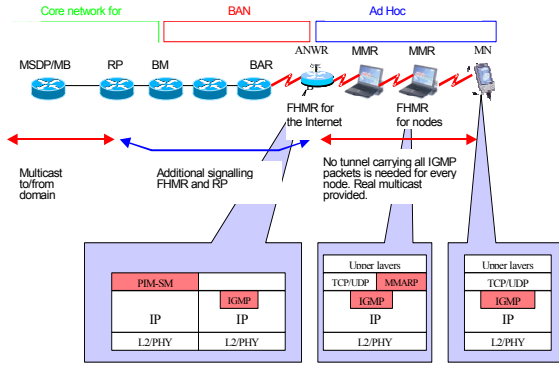 Core network for
BAN
Ad Hoc
ANWR
MMR
MMR
MN
MSDP/MB
RP
BM
BAR
FHMR for
the Internet
FHMR
for nodes
Multicast
to/from
domain
Additional signalling
FHMR and RP
No tunnel carrying all IGMP
packets is needed for every
node. Real multicast
provided.
PIM-SM
IGMP
IP
IP
L2/PHY
L2/PHY
Upper layers
TCP/UDP
MMARP
IGMP
IP
L2/PHY
Upper layers
TCP/UDP
IGMP
IP
L2/PHY